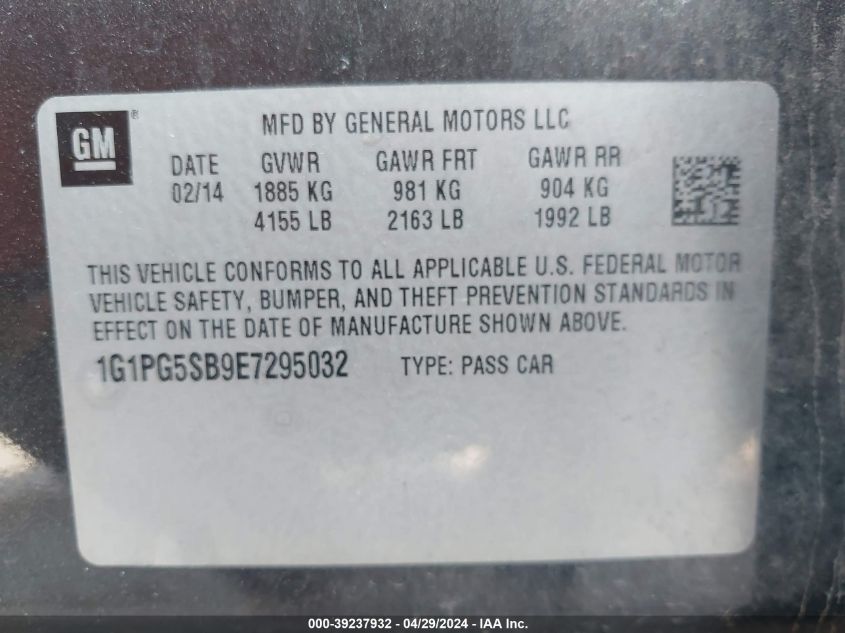 GM ®
MFD BY GENERAL MOTORS LLC
DATE GVWR GAWR FRT GAWR RR
02/14 1885 KG 981 KG 904 KG
4155 LB 2163 LB 1992 LB
THIS VEHICLE CONFORMS TO ALL APPLICABLE U.S. FEDERAL MOTOR
VEHICLE SAFETY, BUMPER, AND THEFT PREVENTION STANDARDS IN
EFFECT ON THE DATE OF MANUFACTURE SHOWN ABOVE.
1G1PG5SB9E7295032 TYPE: PASS CAR
000-39237932 - 04/29/2024 - IAA Inc.